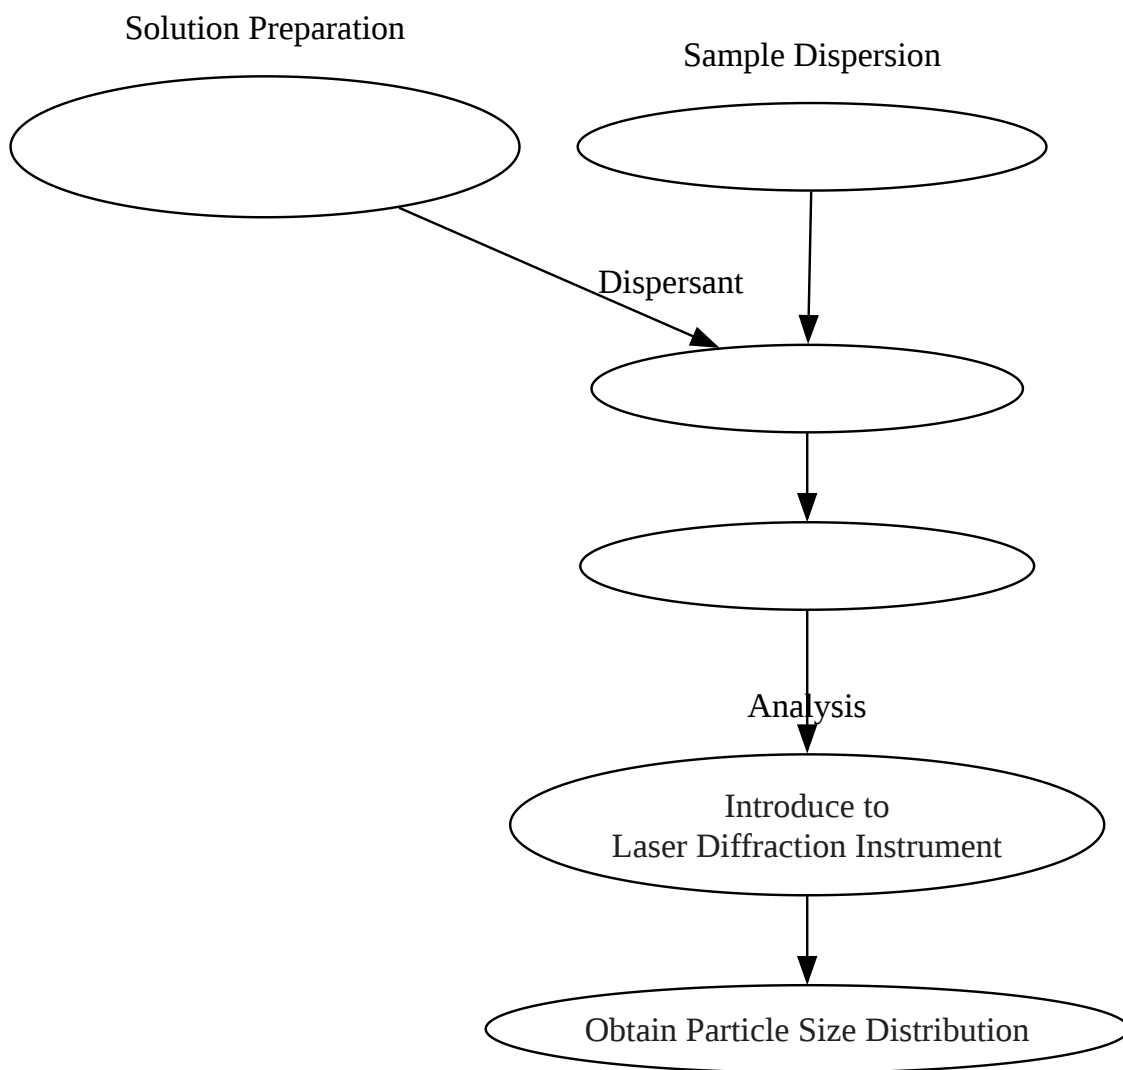 Solution Preparation
Sample Dispersion
Dispersant
Analysis
Introduce to
Laser Diffraction Instrument
Obtain Particle Size Distribution